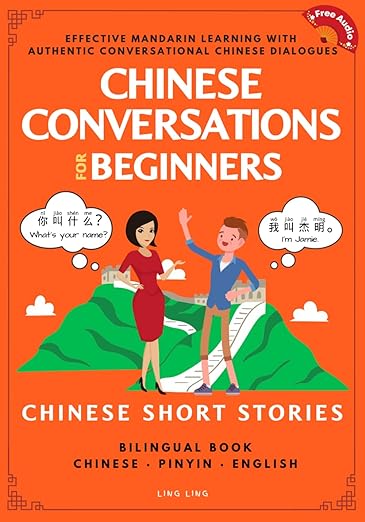 Free Audio
EFFECTIVE MANDARIN LEARNING WITH
AUTHENTIC CONVERSATIONAL CHINESE DIALOGUES
CHINESE
CONVERSATIONS
FOR BEGINNERS
nǐ jiào shén me
你叫什么?
What's your name?
wǒ jiào jié míng
我叫杰明。
I'm Jamie.
CHINESE SHORT STORIES
BILINGUAL BOOK
CHINESE · PINYIN · ENGLISH
LING LING